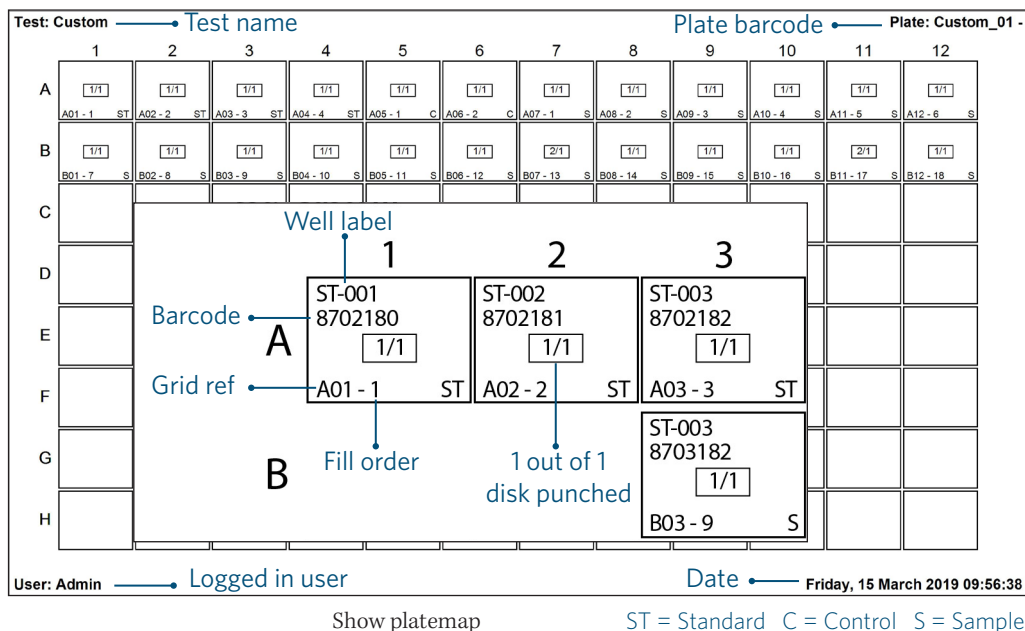 Test: Custom Test name Plate barcode Plate: Custom_01 -
1 2 3 4 5 6 7 8 9 10 11 12
A 1/1 1/1 1/1 1/1 1/1 1/1 1/1 1/1 1/1 1/1 1/1 1/1
A01 - 1 ST A02 - 2 ST A03 - 3 ST A04 - 4 ST A05 - 1 C A06 - 2 C A07 - 1 S A08 - 2 S A09 - 3 S A10 - 4 S A11 - 5 S A12 - 6 S
B 1/1 1/1 1/1 1/1 1/1 1/1 2/1 1/1 1/1 1/1 2/1 1/1
B01 - 7 S B02 - 8 S B03 - 9 S B04 - 10 S B05 - 11 S B06 - 12 S B07 - 13 S B08 - 14 S B09 - 15 S B10 - 16 S B11 - 17 S B12 - 18 S
C
Well label
D
1 2 3
ST-001 ST-002 ST-003
Barcode 8702180 8702181 8702182
E
A 1/1 1/1 1/1
Grid ref A01 - 1 ST A02 - 2 ST A03 - 3 ST
F
ST-003
8703182
G
Fill order 1 out of 1
disk punched
B 1/1
H
B03 - 9 S
User: Admin Logged in user Date Friday, 15 March 2019 09:56:38
Show platemap ST = Standard C = Control S = Sample